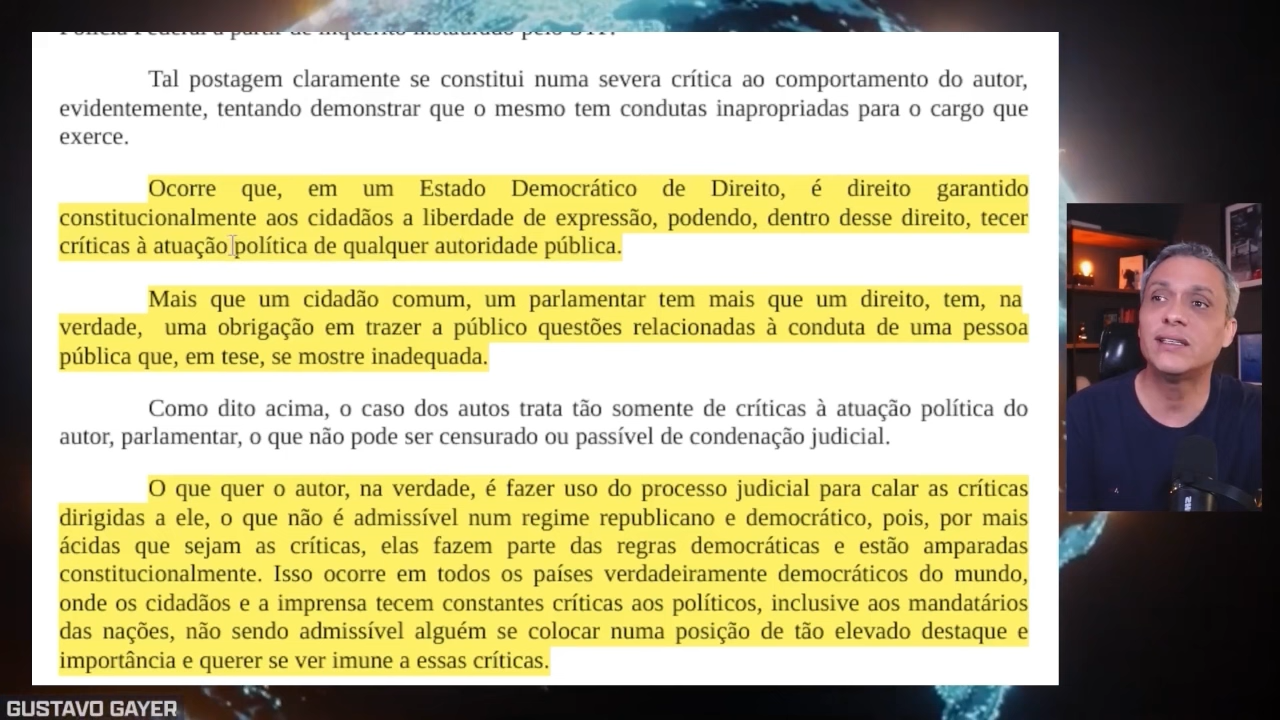 Polícia Federal a partir de inquérito instaurado pelo STF.
Tal postagem claramente se constitui numa severa crítica ao comportamento do autor,
evidentemente, tentando demonstrar que o mesmo tem condutas inapropriadas para o cargo que
exerce.
Ocorre que, em um Estado Democrático de Direito, é direito garantido
constitucionalmente aos cidadãos a liberdade de expressão, podendo, dentro desse direito, tecer
críticas à atuação política de qualquer autoridade pública.
Mais que um cidadão comum, um parlamentar tem mais que um direito, tem, na
verdade, uma obrigação em trazer a público questões relacionadas à conduta de uma pessoa
pública que, em tese, se mostre inadequada.
Como dito acima, o caso dos autos trata tão somente de críticas à atuação política do
autor, parlamentar, o que não pode ser censurado ou passível de condenação judicial.
O que quer o autor, na verdade, é fazer uso do processo judicial para calar as críticas
dirigidas a ele, o que não é admissível num regime republicano e democrático, pois, por mais
ácidas que sejam as críticas, elas fazem parte das regras democráticas e estão amparadas
constitucionalmente. Isso ocorre em todos os países verdadeiramente democráticos do mundo,
onde os cidadãos e a imprensa tecem constantes críticas aos políticos, inclusive aos mandatários
das nações, não sendo admissível alguém se colocar numa posição de tão elevado destaque e
importância e querer se ver imune a essas críticas.
GUSTAVO GAYER